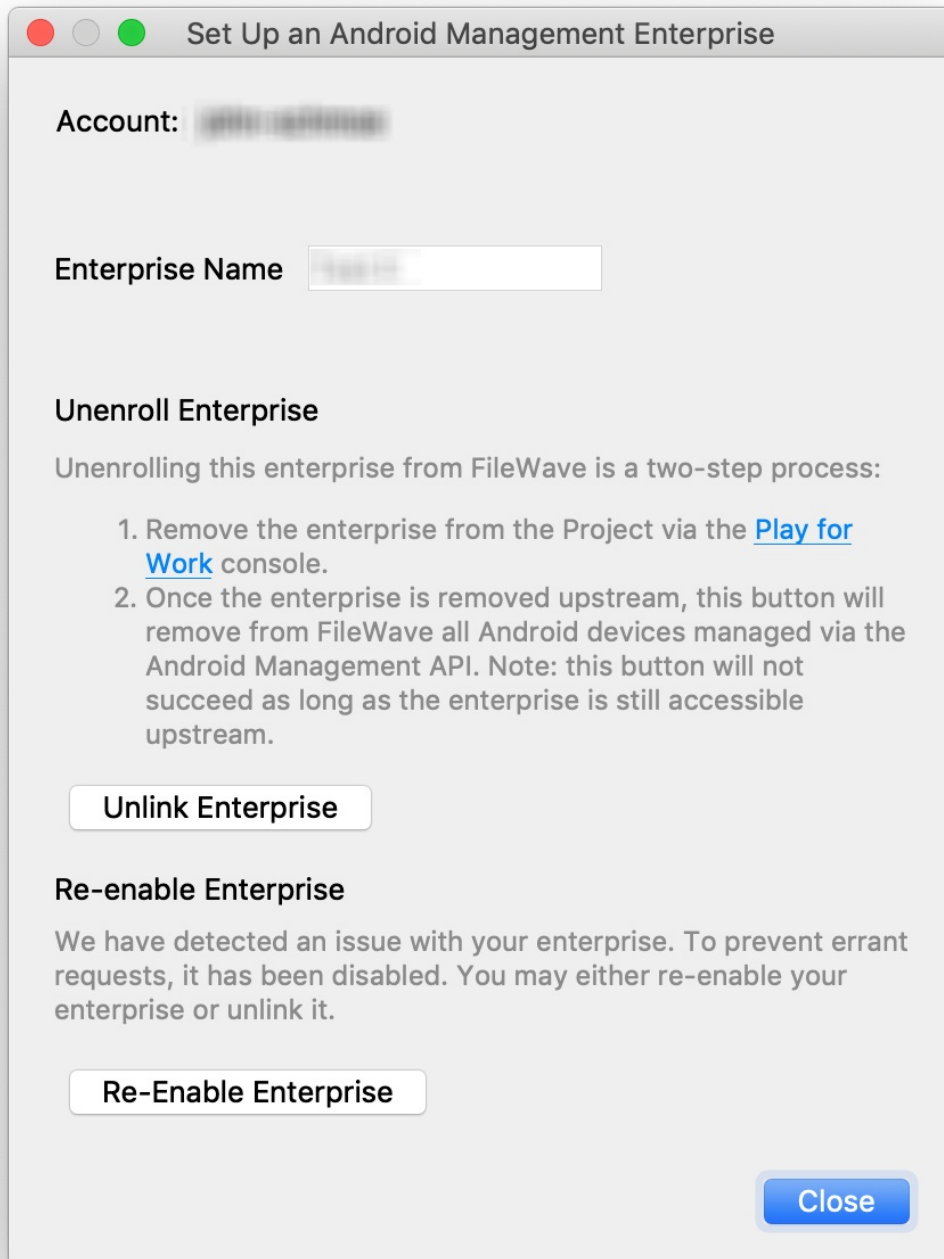 Set Up an Android Management Enterprise
Account:
Enterprise Name
Unenroll Enterprise
Unenrolling this enterprise from FileWave is a two-step process:
1. Remove the enterprise from the Project via the Play for
Work console.
2. Once the enterprise is removed upstream, this button will
remove from FileWave all Android devices managed via the
Android Management API. Note: this button will not
succeed as long as the enterprise is still accessible
upstream.
Unlink Enterprise
Re-enable Enterprise
We have detected an issue with your enterprise. To prevent errant
requests, it has been disabled. You may either re-enable your
enterprise or unlink it.
Re-Enable Enterprise
Close